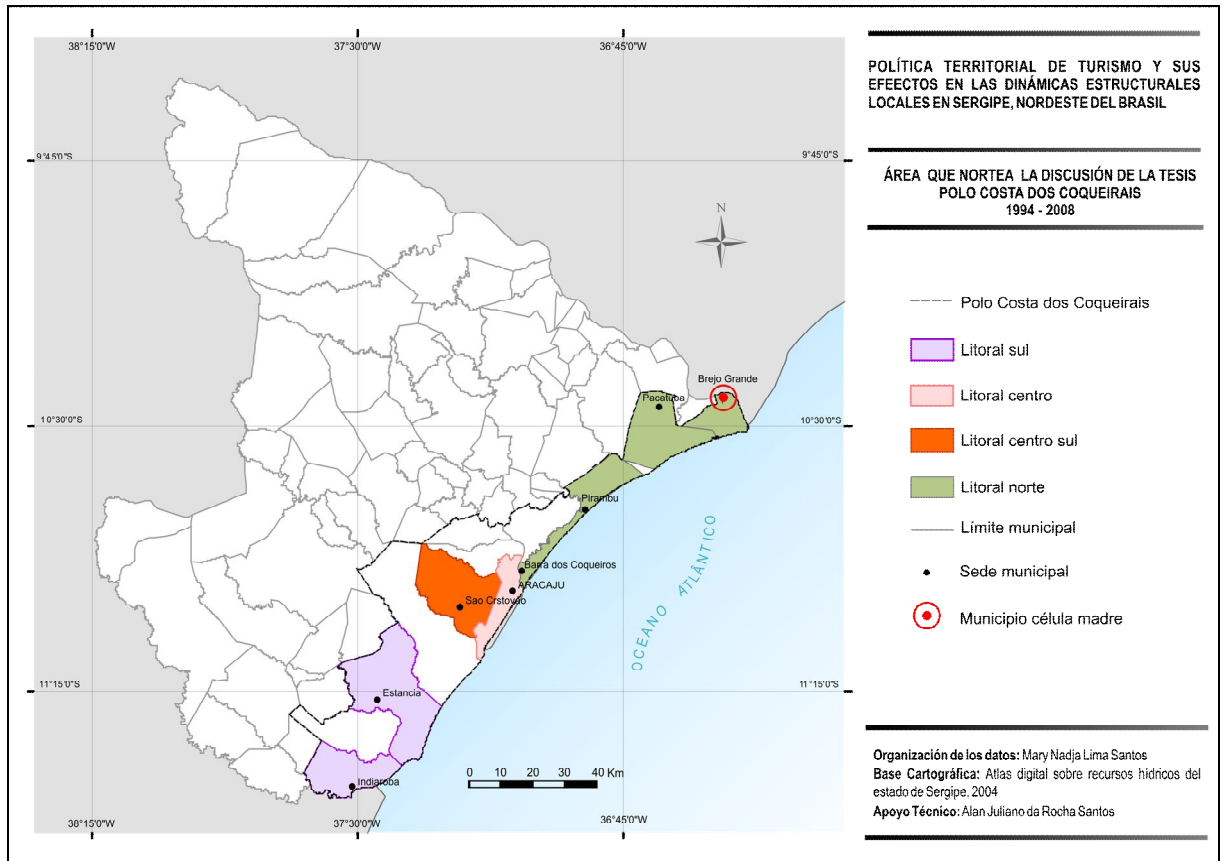 38°15'0"W
37°30'0"W
36°45'0"W
9°45'0"S
9°45'0"S
N
Brejo Grande
Pacatuba
10°30'0"S
10°30'0"S
Pirambu
Barra dos Coqueiros
ARACAJU
Sao Crstovão
OCEANO ATLÂNTICO
11°15'0"S
11°15'0"S
Estancia
Indiaroba
0 10 20 30 40 Km
38°15'0"W
37°30'0"W
36°45'0"W
POLÍTICA TERRITORIAL DE TURISMO Y SUS
EFECTOS EN LAS DINÁMICAS ESTRUCTURALES
LOCALES EN SERGIPE, NORDESTE DEL BRASIL
ÁREA QUE NORTEA LA DISCUSIÓN DE LA TESIS
POLO COSTA DOS COQUEIRAIS
1994 - 2008
Polo Costa dos Coqueirais
Litoral sul
Litoral centro
Litoral centro sul
Litoral norte
Límite municipal
Sede municipal
Municipio célula madre
Organización de los datos: Mary Nadja Lima Santos
Base Cartográfica: Atlas digital sobre recursos hídricos del
estado de Sergipe, 2004
Apoyo Técnico: Alan Juliano da Rocha Santos